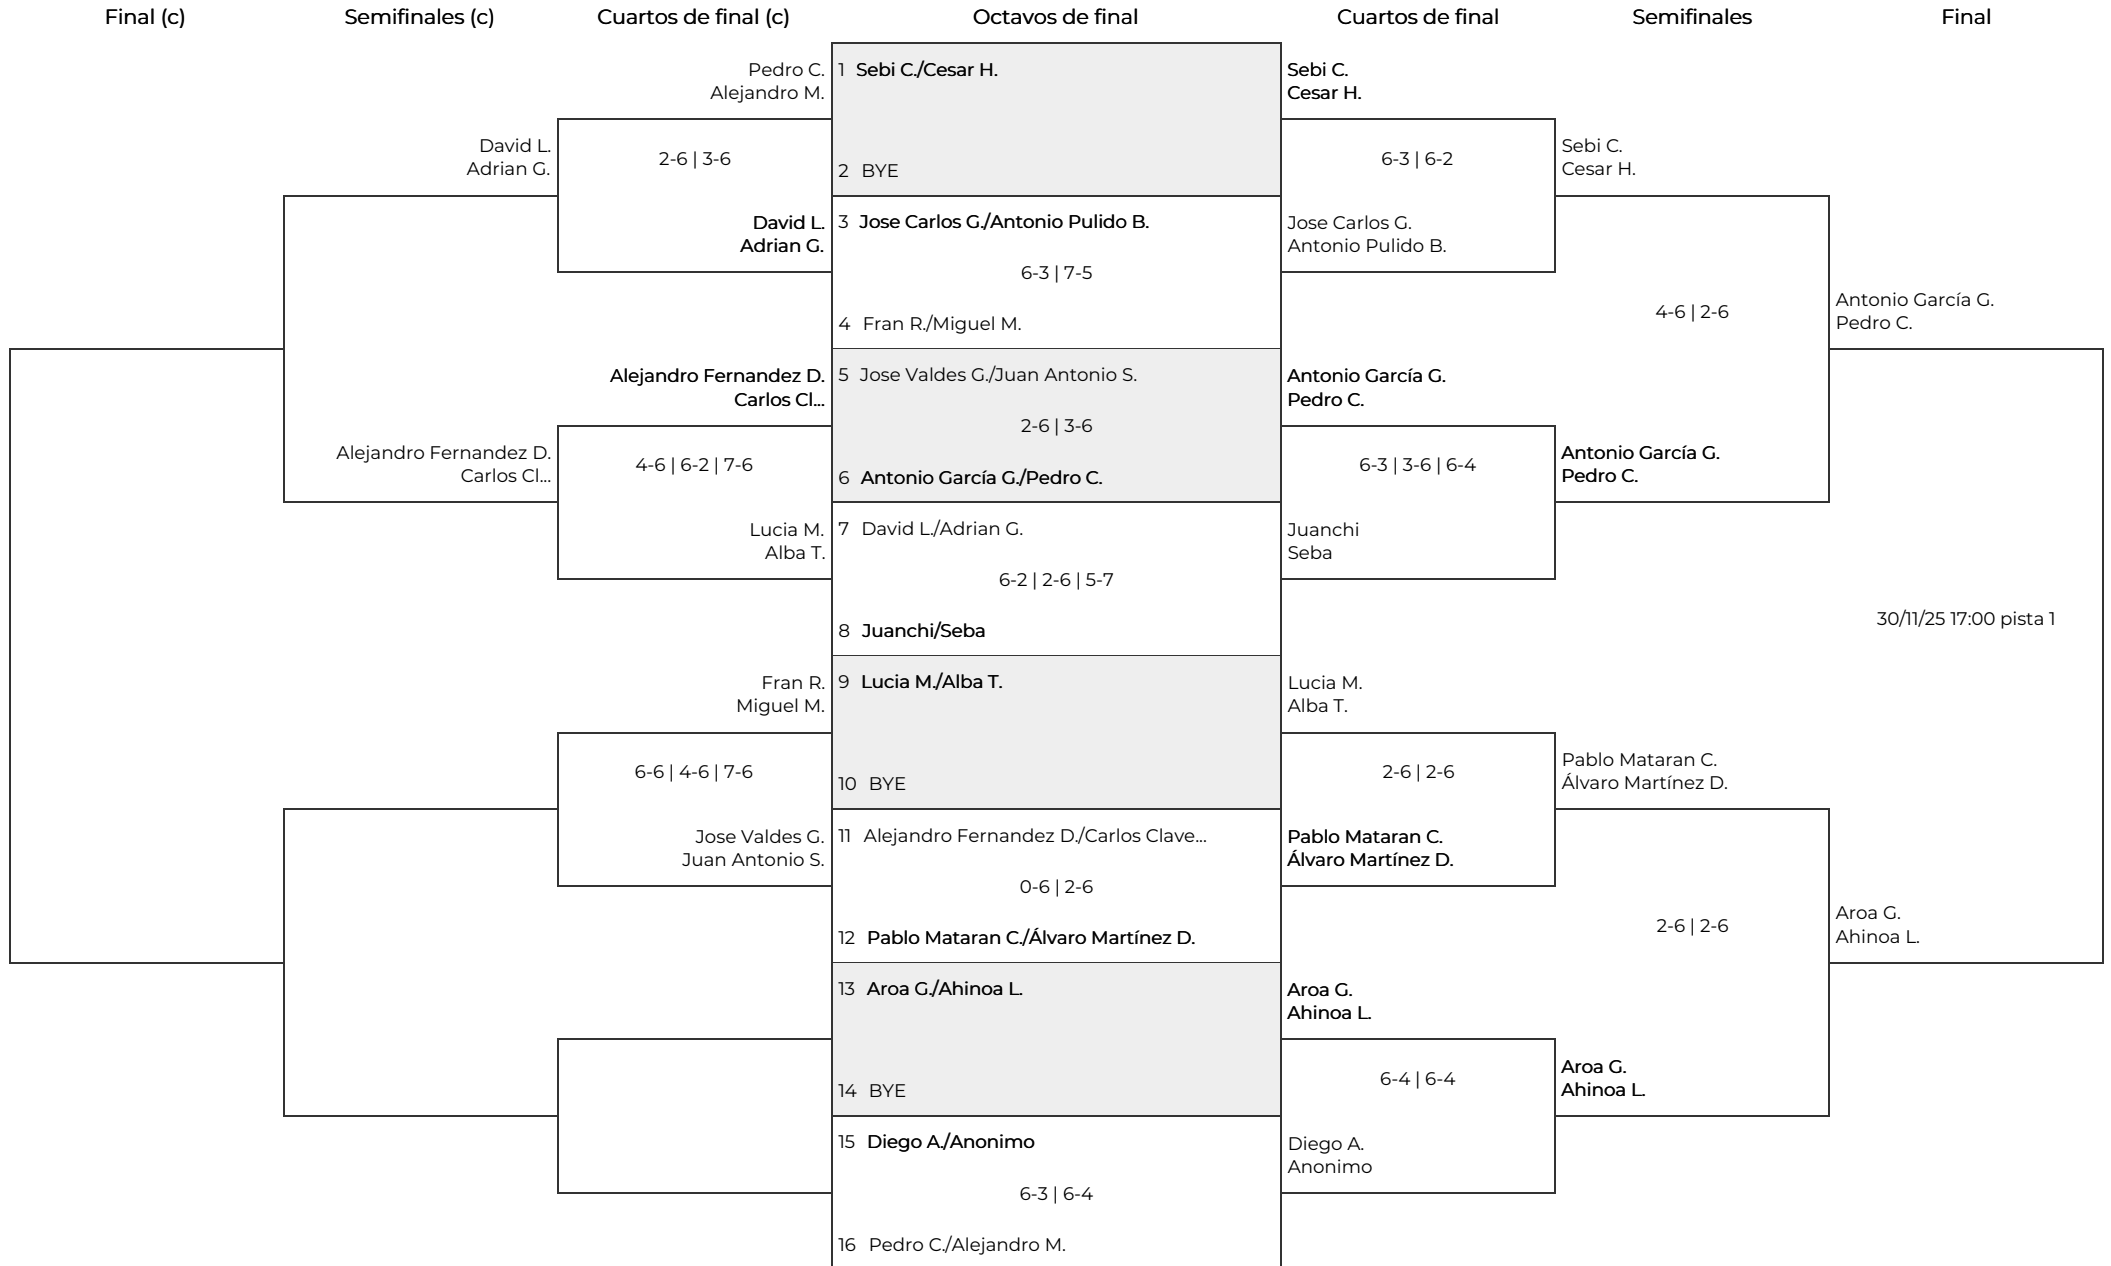 Final (c)
Semifinales (c)
Cuartos de final (c)
Octavos de final
Cuartos de final
Semifinales
Final
Pedro C.
Alejandro M.
2-6 | 3-6
David L.
Adrian G.
David L.
Adrian G.
Alejandro Fernandez D.
Carlos Cl...
4-6 | 6-2 | 7-6
Lucia M.
Alba T.
Alejandro Fernandez D.
Carlos Cl...
Fran R.
Miguel M.
6-6 | 4-6 | 7-6
Jose Valdes G.
Juan Antonio S.
1 Sebi C./Cesar H.
2 BYE
3 Jose Carlos G./Antonio Pulido B.
6-3 | 7-5
4 Fran R./Miguel M.
5 Jose Valdes G./Juan Antonio S.
2-6 | 3-6
6 Antonio García G./Pedro C.
7 David L./Adrian G.
6-2 | 2-6 | 5-7
8 Juanchi/Seba
9 Lucia M./Alba T.
10 BYE
11 Alejandro Fernandez D./Carlos Clave...
0-6 | 2-6
12 Pablo Mataran C./Álvaro Martínez D.
13 Aroa G./Ahinoa L.
14 BYE
15 Diego A./Anonimo
6-3 | 6-4
16 Pedro C./Alejandro M.
Sebi C.
Cesar H.
6-3 | 6-2
Jose Carlos G.
Antonio Pulido B.
Antonio García G.
Pedro C.
6-3 | 3-6 | 6-4
Juanchi
Seba
Lucia M.
Alba T.
2-6 | 2-6
Pablo Mataran C.
Álvaro Martínez D.
Aroa G.
Ahinoa L.
6-4 | 6-4
Diego A.
Anonimo
Sebi C.
Cesar H.
4-6 | 2-6
Antonio García G.
Pedro C.
Pablo Mataran C.
Álvaro Martínez D.
2-6 | 2-6
Aroa G.
Ahinoa L.
Antonio García G.
Pedro C.
30/11/25 17:00 pista 1
Aroa G.
Ahinoa L.